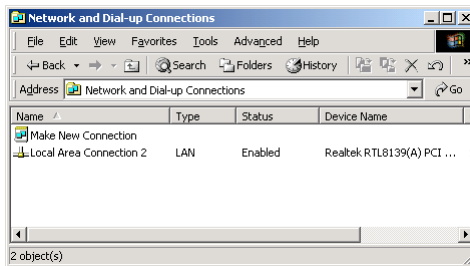 Network and Dial-up Connections
File Edit View Favorites Tools Advanced Help
Back Search Folders History »
Address Network and Dial-up Connections Go
Name Type Status Device Name
Make New Connection
Local Area Connection 2 LAN Enabled Realtek RTL8139(A) PCI ...
2 object(s)